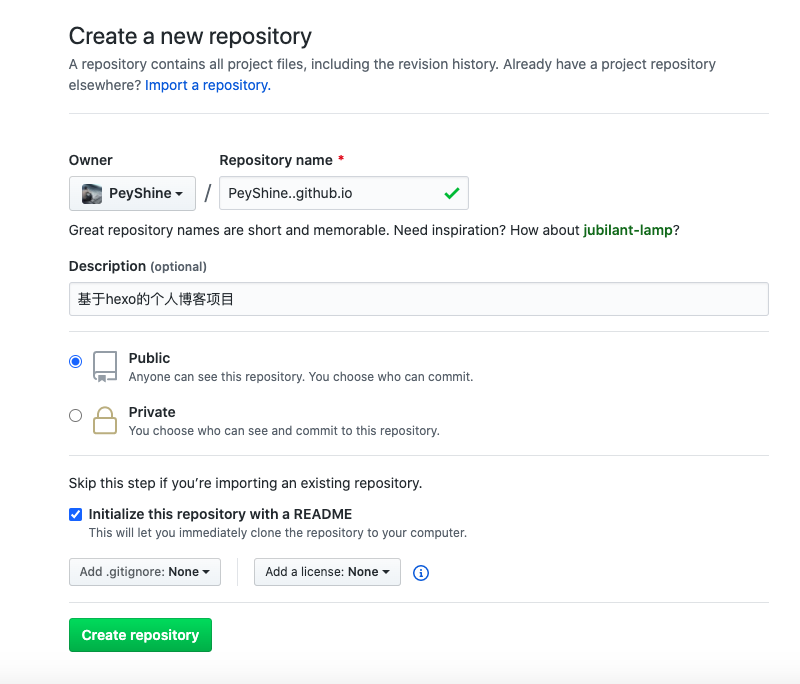 Create a new repository
A repository contains all project files, including the revision history. Already have a project repository
elsewhere? Import a repository.
Owner
Repository name *
PeyShine
/
PeyShine..github.io
Great repository names are short and memorable. Need inspiration? How about jubilant-lamp?
Description (optional)
基于hexo的个人博客项目
Public
Anyone can see this repository. You choose who can commit.
Private
You choose who can see and commit to this repository.
Skip this step if you’re importing an existing repository.
Initialize this repository with a README
This will let you immediately clone the repository to your computer.
Add .gitignore: None
Add a license: None
Create repository